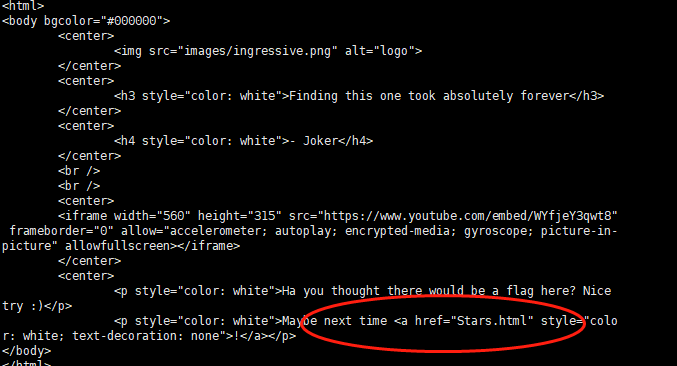 <html>
<body bgcolor="#000000">
<center>
<img src="images/ingressive.png" alt="logo">
</center>
<center>
<h3 style="color: white">Finding this one took absolutely forever</h3>
</center>
<center>
<h4 style="color: white">- Joker</h4>
</center>
<br />
<br />
<center>
<iframe width="560" height="315" src="https://www.youtube.com/embed/WYfjeY3qwt8"
frameborder="0" allow="accelerometer; autoplay; encrypted-media; gyroscope; picture-in-
picture" allowfullscreen></iframe>
</center>
<center>
<p style="color: white">Ha you thought there would be a flag here? Nice
try :)</p>
<p style="color: white">Maybe next time <a href="Stars.html" style="colo
r: white; text-decoration: none">!</a></p>
</body>
</html>